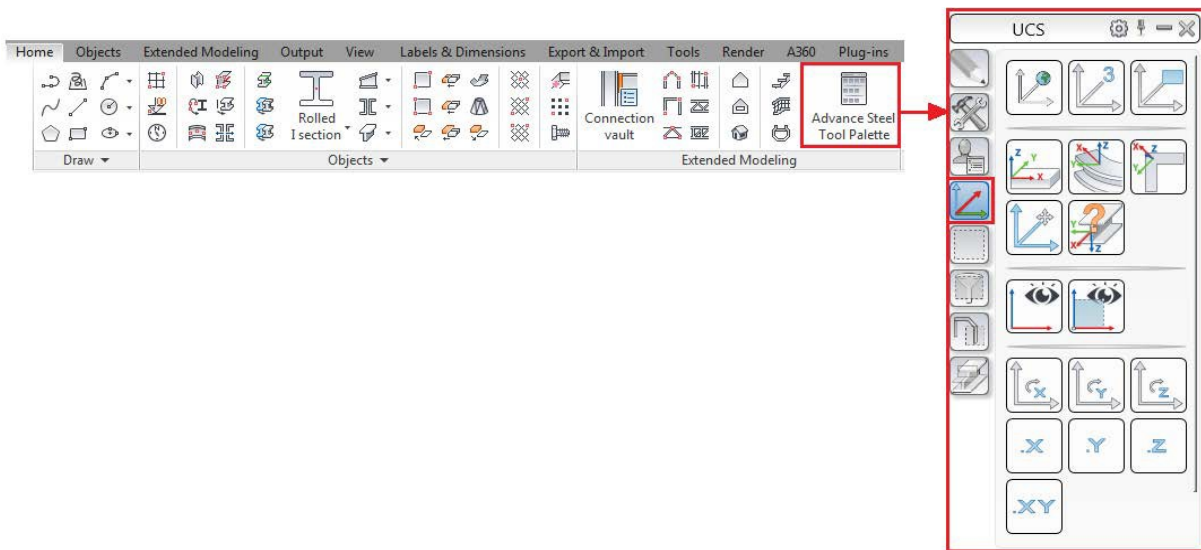 Home Objects Extended Modeling Output View Labels & Dimensions Export & Import Tools Render A360 Plug-ins
Rolled
I section
Connection
vault
Advance Steel
Tool Palette
Draw
Objects
Extended Modeling
UCS
3
Z
Y
X
X
Z
Y
X
Z
Y
?
Y
X
Z
X
Y
Z
.X
.Y
.Z
.XY